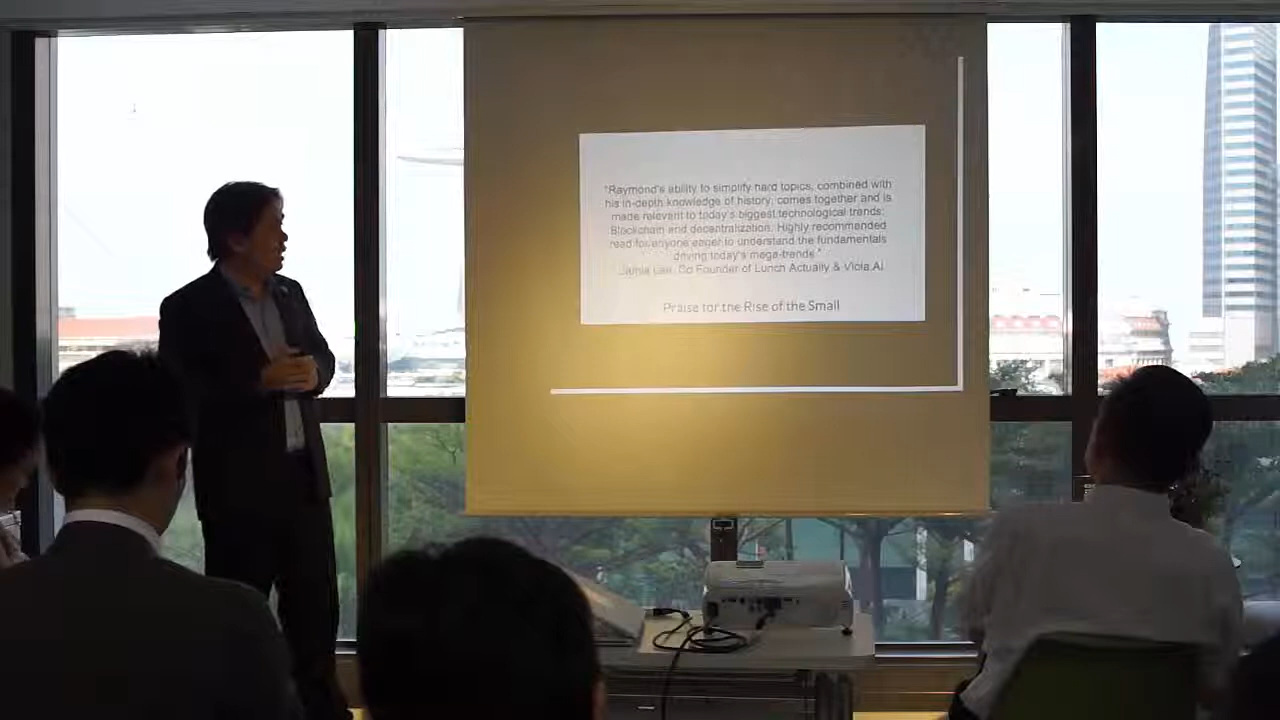 "Raymond's ability to simplify hard topics, combined with
his in-depth knowledge of history, comes together and is
made relevant to today's biggest technological trends:
Blockchain and decentralization. Highly recommended
read for anyone eager to understand the fundamentals
driving today's mega-trends."
Co Founder of Lunch Actually & Viola.AI
Praise for the Rise of the Small